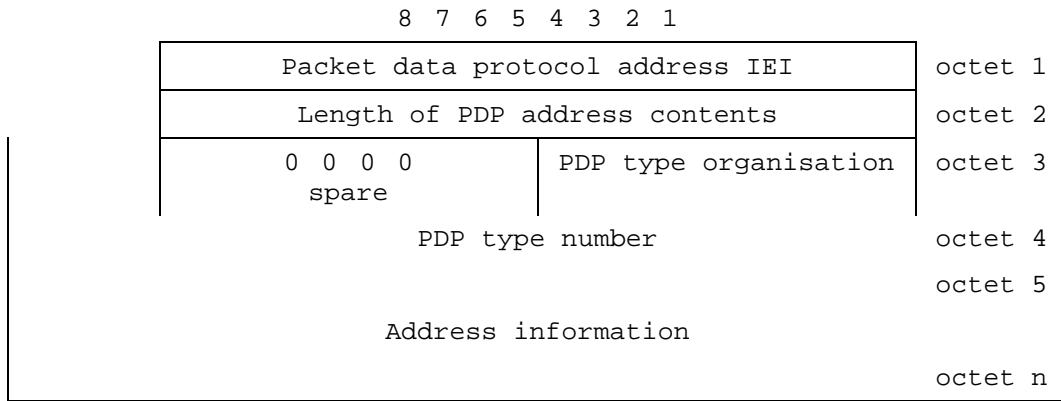 8 7 6 5 4 3 2 1
Packet data protocol address IEI octet 1
Length of PDP address contents octet 2
0 0 0 0 PDP type organisation octet 3
spare
PDP type number octet 4
octet 5
Address information
octet n